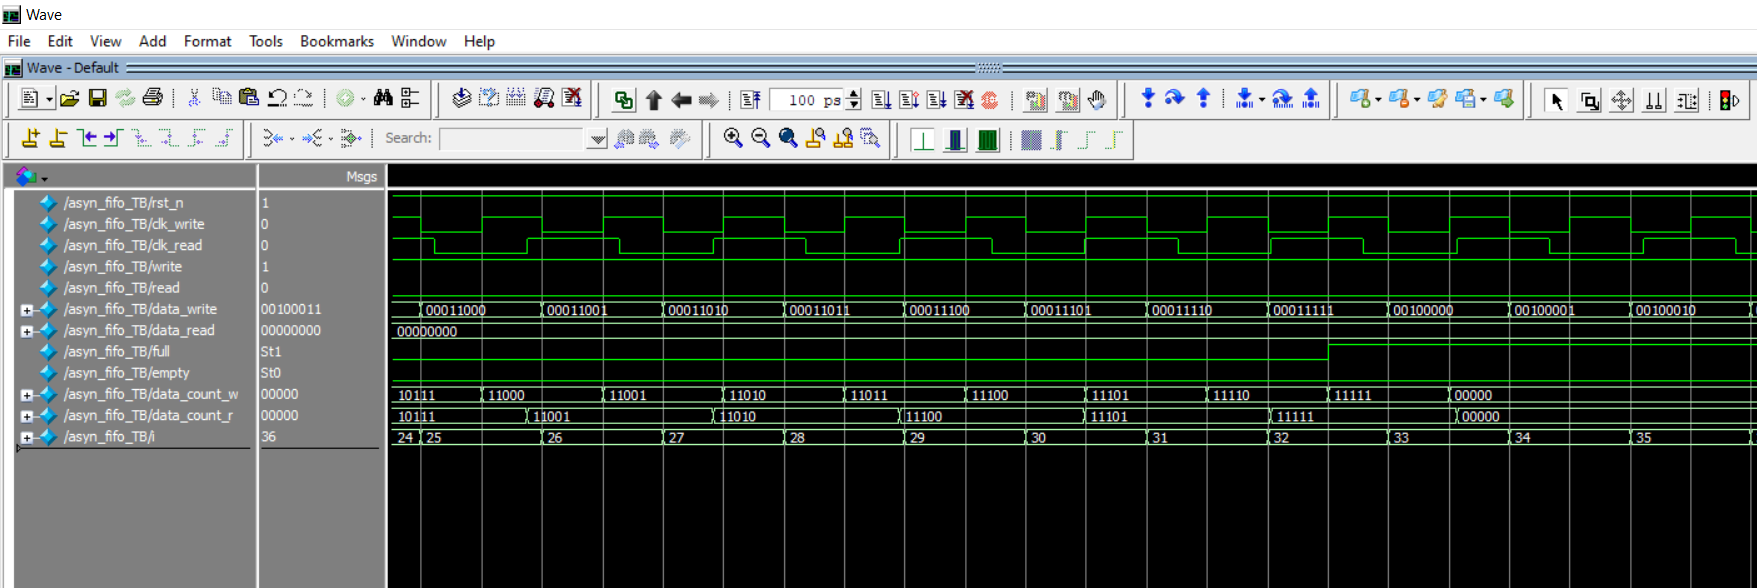 Wave
File Edit View Add Format Tools Bookmarks Window Help
Wave - Default
100 ps
Search:
Msgs
/asyn_fifo_TB/rst_n 1
/asyn_fifo_TB/clk_write 0
/asyn_fifo_TB/clk_read 0
/asyn_fifo_TB/write 1
/asyn_fifo_TB/read 0
/asyn_fifo_TB/data_write 00100011 00011000 00011001 00011010 00011011 00011100 00011101 00011110 00011111 00100000 00100001 00100010
/asyn_fifo_TB/data_read 00000000 00000000
/asyn_fifo_TB/full St1
/asyn_fifo_TB/empty St0
/asyn_fifo_TB/data_count_w 00000 10111 11000 11001 11010 11011 11100 11101 11110 11111 00000
/asyn_fifo_TB/data_count_r 00000 10111 11001 11010 11100 11101 11111 00000
/asyn_fifo_TB/i 36 24 25 26 27 28 29 30 31 32 33 34 35